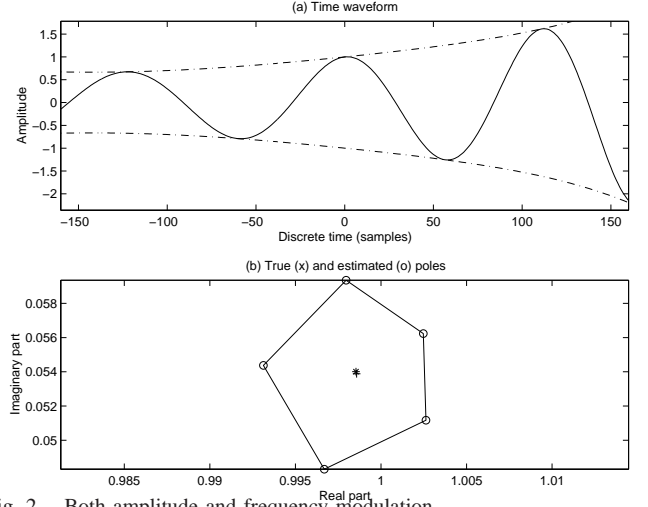 (a) Time waveform
1.5
1
0.5
0
−0.5
−1
−1.5
−2
Amplitude
−150 −100 −50 0 50 100 150
Discrete time (samples)
(b) True (x) and estimated (o) poles
0.058
0.056
0.054
0.052
0.05
Imaginary part
0.985 0.99 0.995 1 1.005 1.01
Real part
2. Both amplitude and frequency modulation